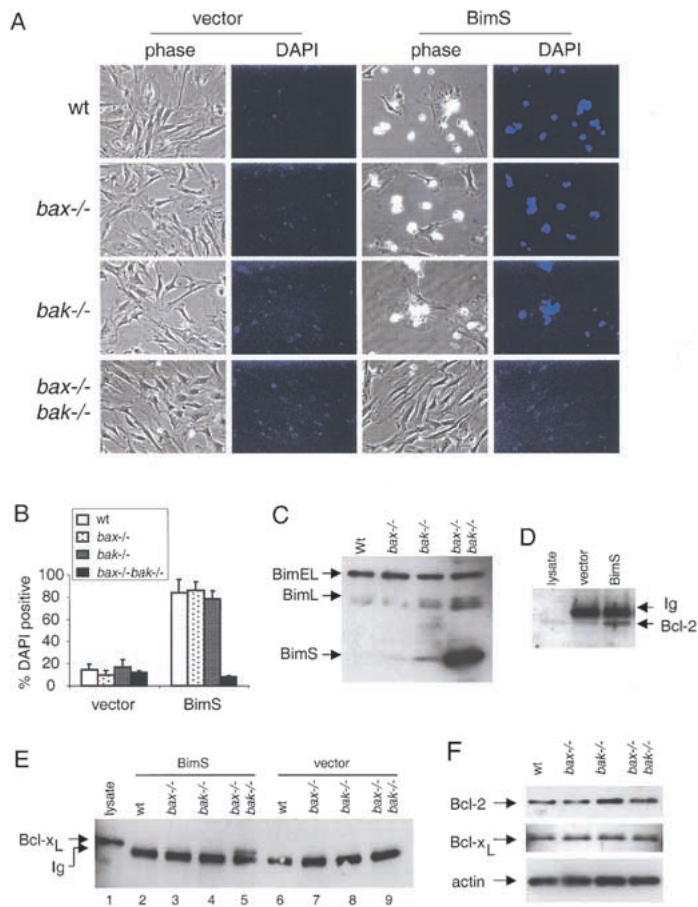 A
vector BimS
phase DAPI phase DAPI
wt
bax-/-
bak-/-
bax-/-
bak-/-
B
wt
bax-/-
bak-/-
bax-/-bak-/-
% DAPI positive
100
80
60
40
20
0
vector BimS
C
Wt bax-/- bak-/- bax-/- bak-/-
BimEL
BimL
BimS
D
lysate vector BimS
Ig
Bcl-2
E
BimS vector
lysate wt bax-/- bak-/- bax-/- bak-/- wt bax-/- bak-/- bax-/- bak-/-
Bcl-xL
Ig
1 2 3 4 5 6 7 8 9
F
wt bax-/- bak-/- bax-/- bak-/-
Bcl-2
Bcl-xL
actin